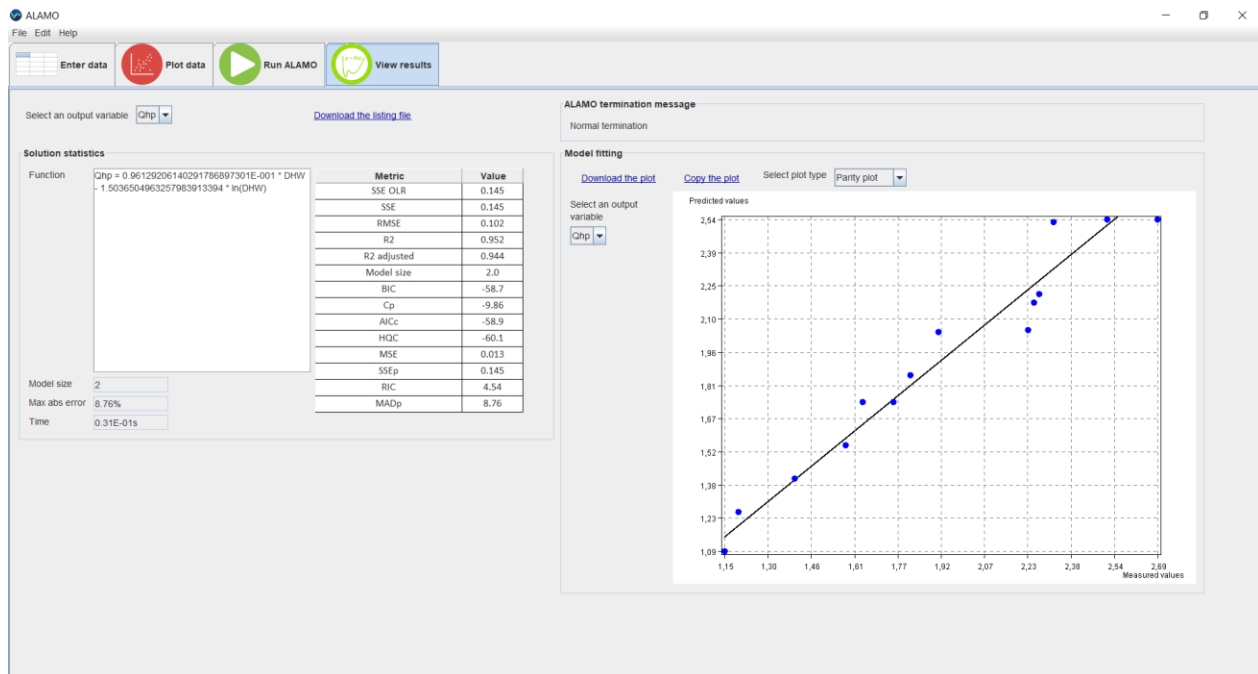 ALAMO
File Edit Help
Enter data
Plot data
Run ALAMO
View results
Select an output variable Qhp
Download the listing file
Solution statistics
Function
Qhp = 0.96129206140291786897301E-001 * DHW
- 1.5036504963257983913394 * ln(DHW)
Metric Value
SSE OLR 0.145
SSE 0.145
RMSE 0.102
R2 0.952
R2 adjusted 0.944
Model size 2.0
BIC -58.7
Cp -9.86
AICc -58.9
HQC -60.1
MSE 0.013
SSEp 0.145
RIC 4.54
MADp 8.76
Model size 2
Max abs error 8.76%
Time 0.31E-01s
ALAMO termination message
Normal termination
Model fitting
Download the plot
Copy the plot
Select plot type Parity plot
Select an output
variable
Qhp
Predicted values
2,54
2,39
2,25
2,10
1,96
1,81
1,67
1,52
1,38
1,23
1,09
1,15 1,30 1,46 1,61 1,77 1,92 2,07 2,23 2,38 2,54 2,69
Measured values